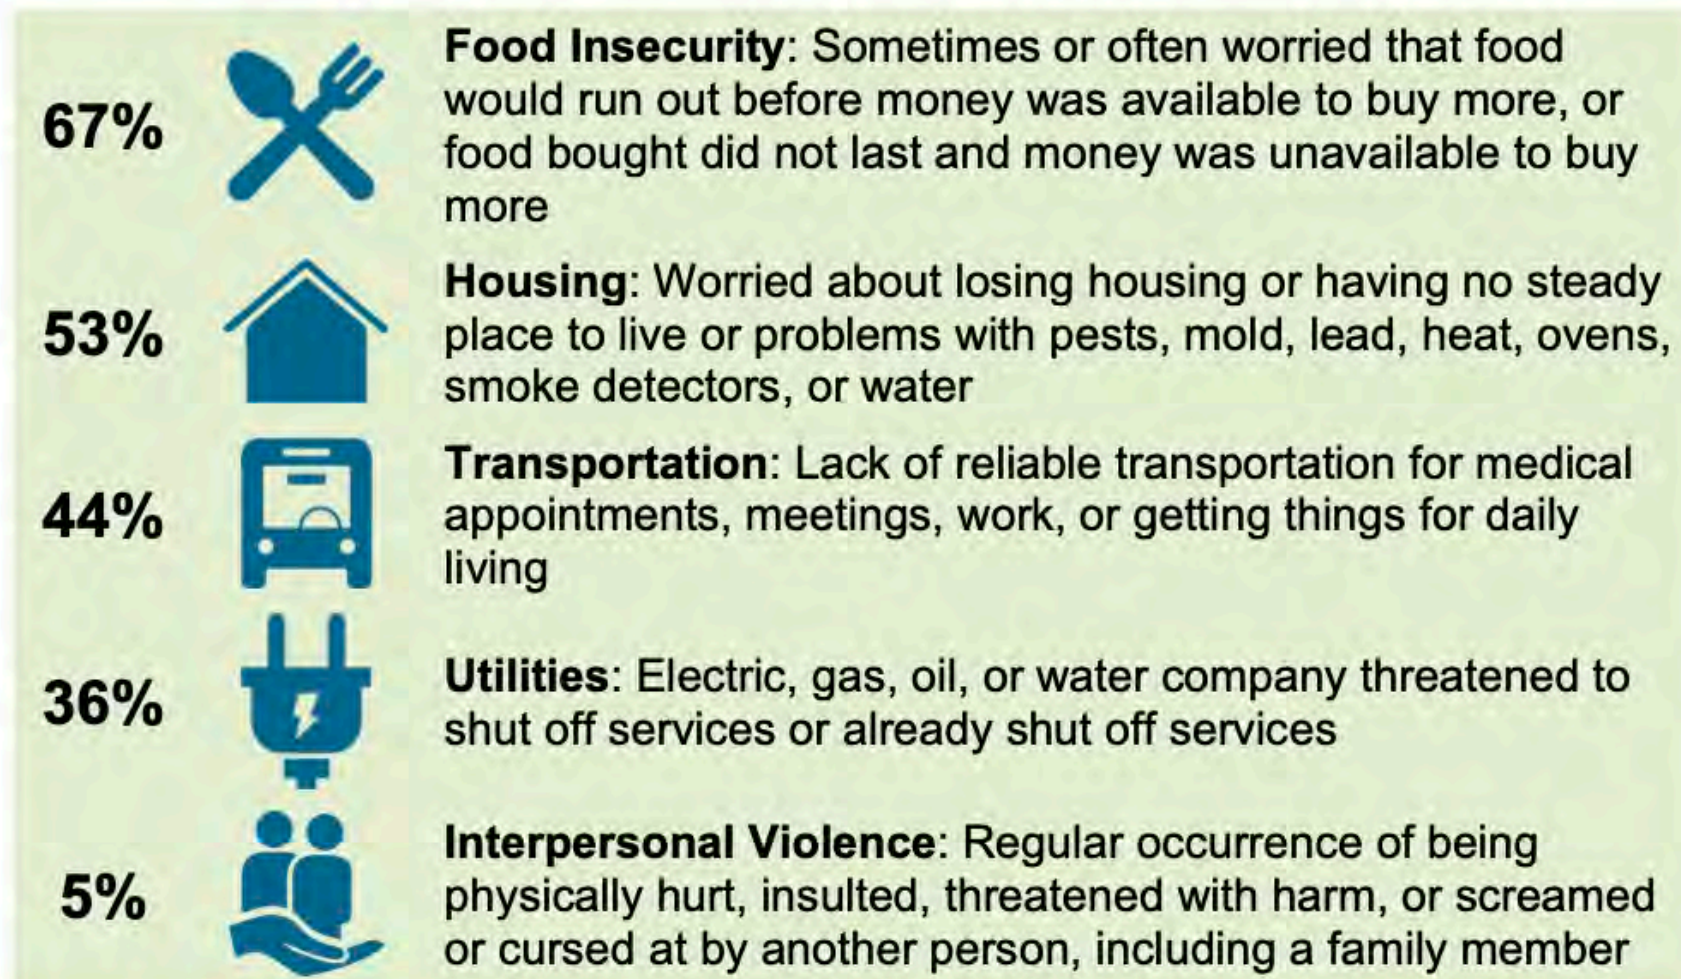 67%
Food Insecurity: Sometimes or often worried that food
would run out before money was available to buy more, or
food bought did not last and money was unavailable to buy
more
53%
Housing: Worried about losing housing or having no steady
place to live or problems with pests, mold, lead, heat, ovens,
smoke detectors, or water
44%
Transportation: Lack of reliable transportation for medical
appointments, meetings, work, or getting things for daily
living
36%
Utilities: Electric, gas, oil, or water company threatened to
shut off services or already shut off services
5%
Interpersonal Violence: Regular occurrence of being
physically hurt, insulted, threatened with harm, or screamed
or cursed at by another person, including a family member